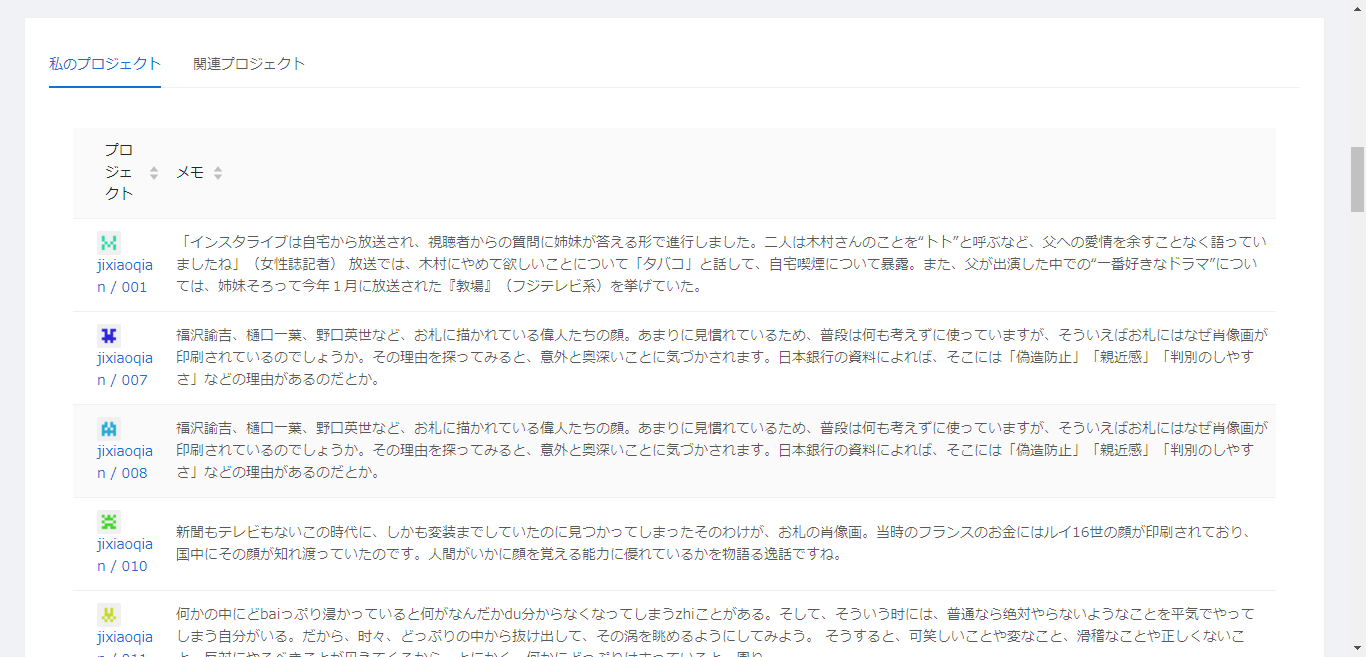 私のプロジェクト 関連プロジェクト
プロ
ジェ
クト
メモ
jixiaoqia
n / 001
「インスタライブは自宅から放送され、視聴者からの質問に姉妹が答える形で進行しました。二人は木村さんのことを“トト”と呼ぶなど、父への愛情を余すことなく語ってい
ましたね」（女性誌記者） 放送では、木村にやめて欲しいことについて「タバコ」と話して、自宅喫煙について暴露。また、父が出演した中での“一番好きなドラマ”につい
ては、姉妹そろって今年１月に放送された『教場』（フジテレビ系）を挙げていた。
jixiaoqia
n / 007
福沢諭吉、樋口一葉、野口英世など、お札に描かれている偉人たちの顔。あまりに見慣れているため、普段は何も考えずに使っていますが、そういえばお札にはなぜ肖像画が
印刷されているのでしょうか。その理由を探ってみると、意外と奥深いことに気づかされます。日本銀行の資料によれば、そこには「偽造防止」「親近感」「判別のしやす
さ」などの理由があるのだとか。
jixiaoqia
n / 008
福沢諭吉、樋口一葉、野口英世など、お札に描かれている偉人たちの顔。あまりに見慣れているため、普段は何も考えずに使っていますが、そういえばお札にはなぜ肖像画が
印刷されているのでしょうか。その理由を探ってみると、意外と奥深いことに気づかされます。日本銀行の資料によれば、そこには「偽造防止」「親近感」「判別のしやす
さ」などの理由があるのだとか。
jixiaoqia
n / 010
新聞もテレビもないこの時代に、しかも変装までしていたのに見つかってしまったそのわけが、お札の肖像画。当時のフランスのお金にはルイ16世の顔が印刷されており、
国中にその顔が知れ渡っていたのです。人間がいかに顔を覚える能力に優れているかを物語る逸話ですね。
jixiaoqia
n / 011
何かの中にどbaiっぷり浸かっていると何がなんだかdu分からなくなってしまうzhiことがある。そして、そういう時には、普通なら絶対やらないようなことを平気でやって
しまう自分がいる。だから、時々、どっぷりの中から抜け出して、その渦を眺めるようにしてみよう。 そうすると、可笑しいことや変なこと、滑稽なことや正しくないこ